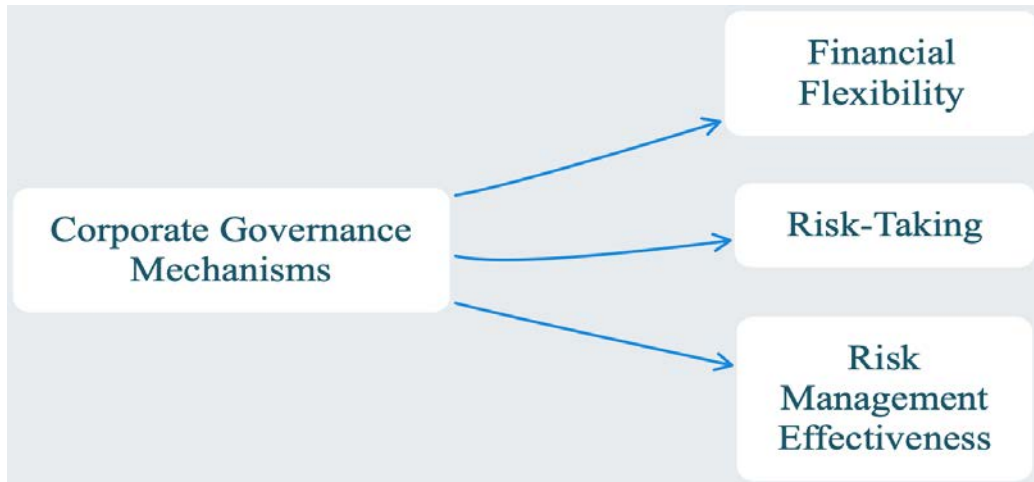 Financial
Flexibility
Corporate Governance
Mechanisms
Risk-Taking
Risk
Management
Effectiveness